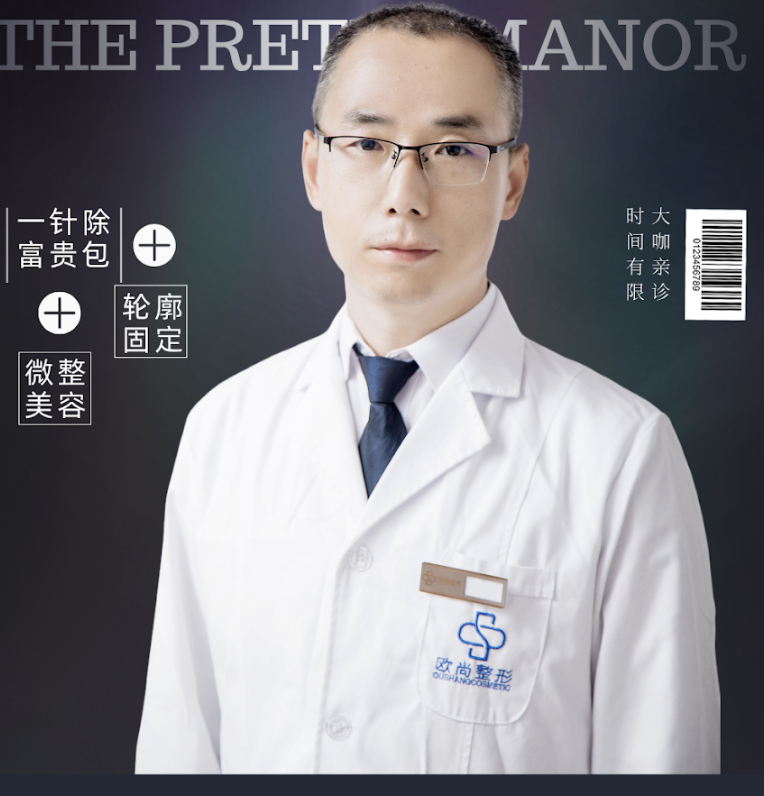 THE PRET MANOR
一针除
富贵包
轮廓
固定
微整
美容
大咖亲诊
时间有限
0123456789
欧尚整形
OUSHANGCOSMETIC